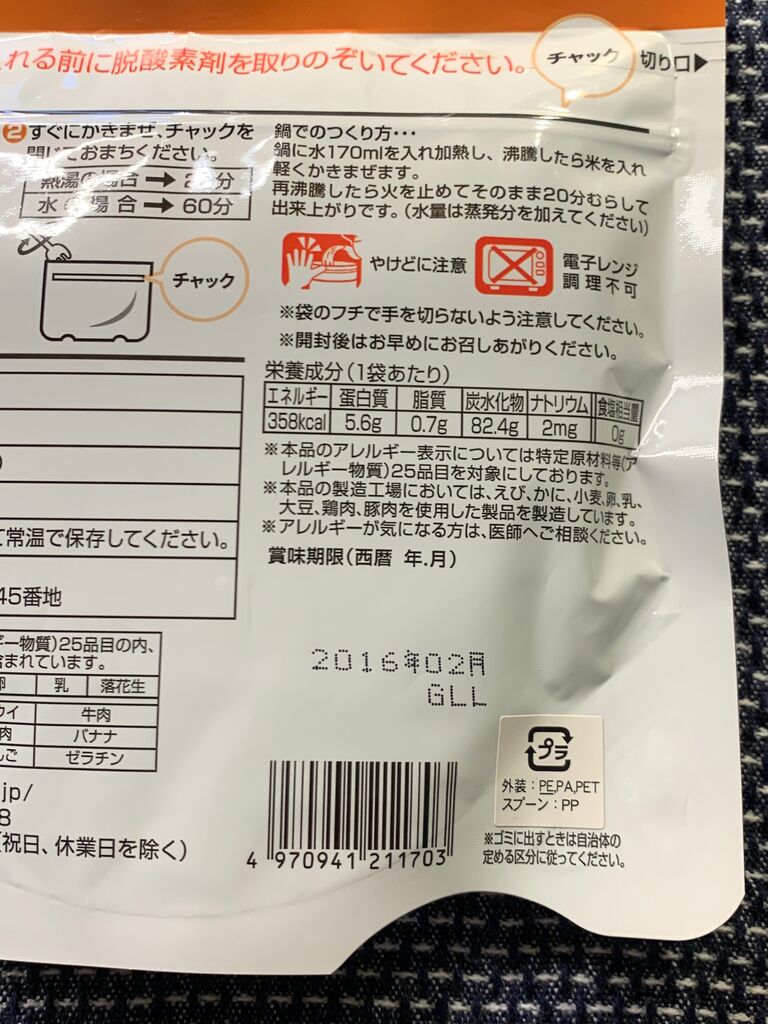 れる前に脱酸素剤を取りのぞいてください。
チャック
切り口▶
❷すぐにかきまぜ、チャックを
閉じておまちください。
熱湯の場合→ 分
水の場合→60分
チャック
鍋でのつくり方･･･
鍋に水170mlを入れ加熱し、沸騰したら米を入れ
軽くかきまぜます。
再沸騰したら火を止めてそのまま20分むらして
出来上がりです。(水量は蒸発分を加えてください)
やけどに注意
電子レンジ
調理不可
※袋のフチで手を切らないよう注意してください。
※開封後はお早めにお召しあがりください。
栄養成分(1袋あたり)
エネルギー 蛋白質 脂質 炭水化物 ナトリウム 食塩相当量
358kcal 5.6g 0.7g 82.4g 2mg 0g
※本品のアレルギー表示については特定原材料等(ア
レルギー物質)25品目を対象にしております。
※本品の製造工場においては、えび、かに、小麦、卵、乳、
大豆、鶏肉、豚肉を使用した製品を製造しています。
※アレルギーが気になる方は、医師へご相談ください。
賞味期限(西暦 年.月)
)
て常温で保存してください。
45番地
ギー物質)25品目の内、
含まれています。
卵 乳 落花生
ウイ 牛肉
肉 バナナ
んご ゼラチン
jp/
8
(祝日、休業日を除く)
2016年02月
GLL
4 970941 211703
プラ
外装：PE,PA,PET
スプーン：PP
※ゴミに出すときは自治体の
定める区分に従ってください。